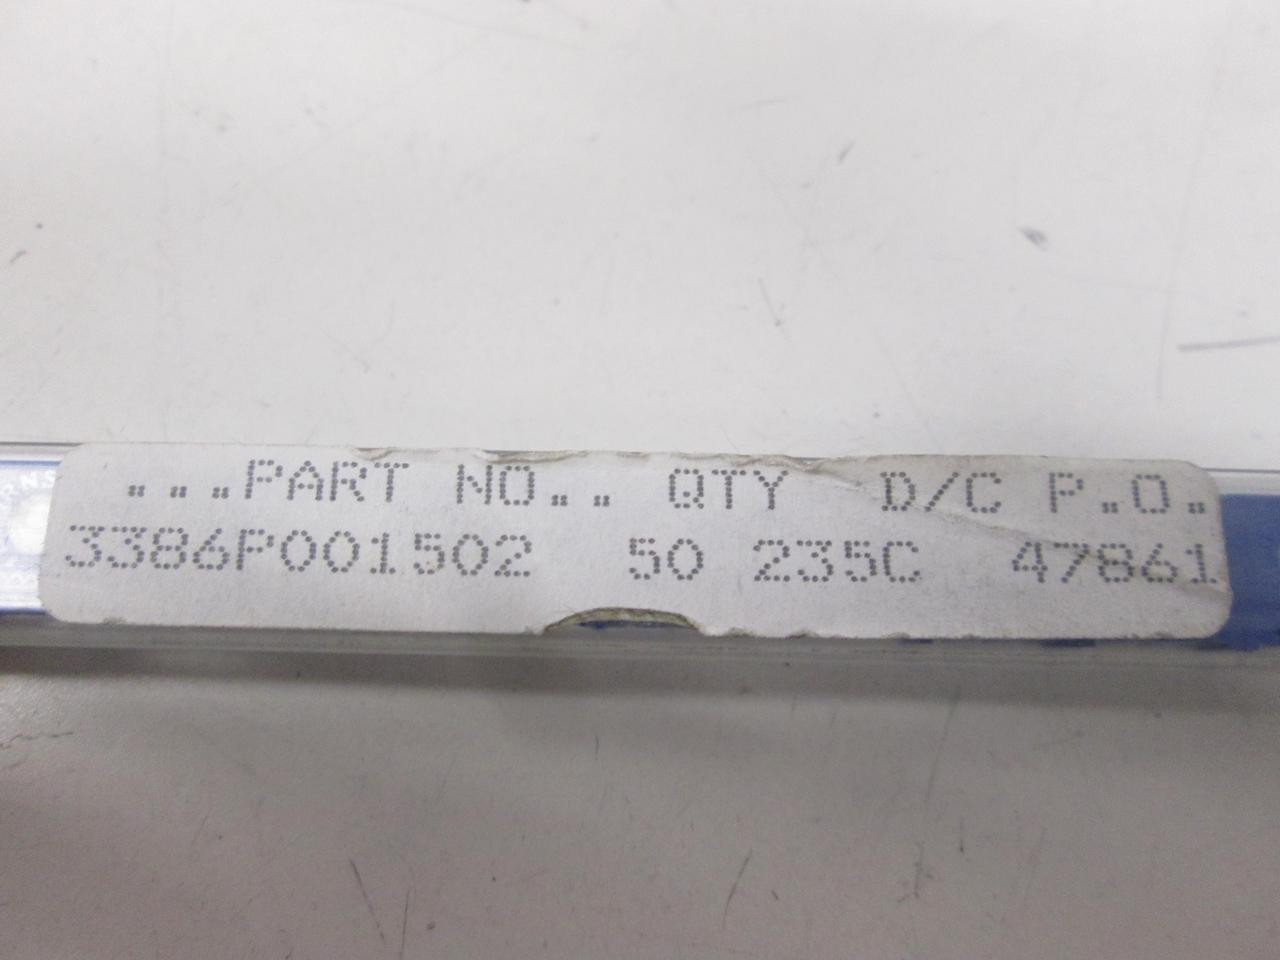 ...PART NO.. QTY D/C P.O.
3386P001502 50 235C 47861